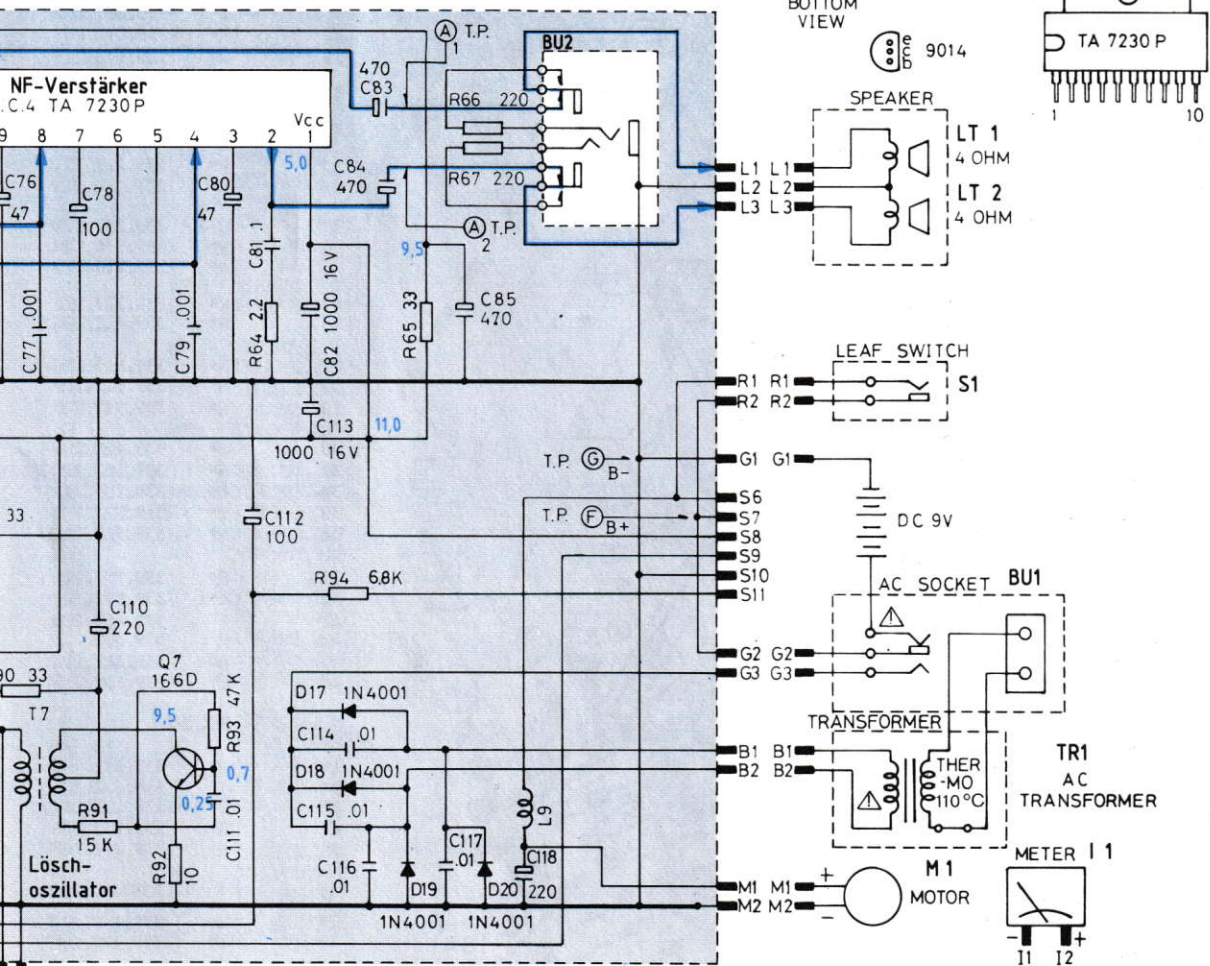 BOTTOM
VIEW
e
c
b
9014
TA 7230 P
1
10
A
1
T.P.
BU2
NF-Verstärker
.C.4 TA 7230P
470
C83
R66
220
Vcc
9
8
7
6
5
4
3
2
LT
1
5,0
C76
47
C78
100
C80
47
C84
470
R67
220
A
2
T.P.
9,5
SPEAKER
LT 1
4 OHM
LT 2
4 OHM
L1 L1
L2 L2
L3 L3
C77 .001
C79 .001
C81 .1
R64 2.2
C82 1000 16V
R65 33
C85
470
LEAF SWITCH
S1
R1 R1
R2 R2
C113
1000 16V
11,0
T.P. G B-
G1 G1
S6
T.P. F B+
S7
S8
S9
S10
S11
DC 9V
33
C112
100
R94 6.8K
AC SOCKET
BU1
C110
220
G2 G2
G3 G3
90 33
T7
Q7
166D
9,5
R93 47K
0,7
0,25
C111 .01
R91
15 K
R92
10
Lösch-
oszillator
D17 1N4001
C114 .01
D18 1N4001
C115 .01
C116
.01
D19
1N4001
C117
.01
D20
1N4001
L9
C118
220
TRANSFORMER
B1 B1
B2 B2
THER
-MO
110°C
TR1
AC
TRANSFORMER
M1 M1
M2 M2
+
-
M1
MOTOR
METER I 1
-
+
I1
I2